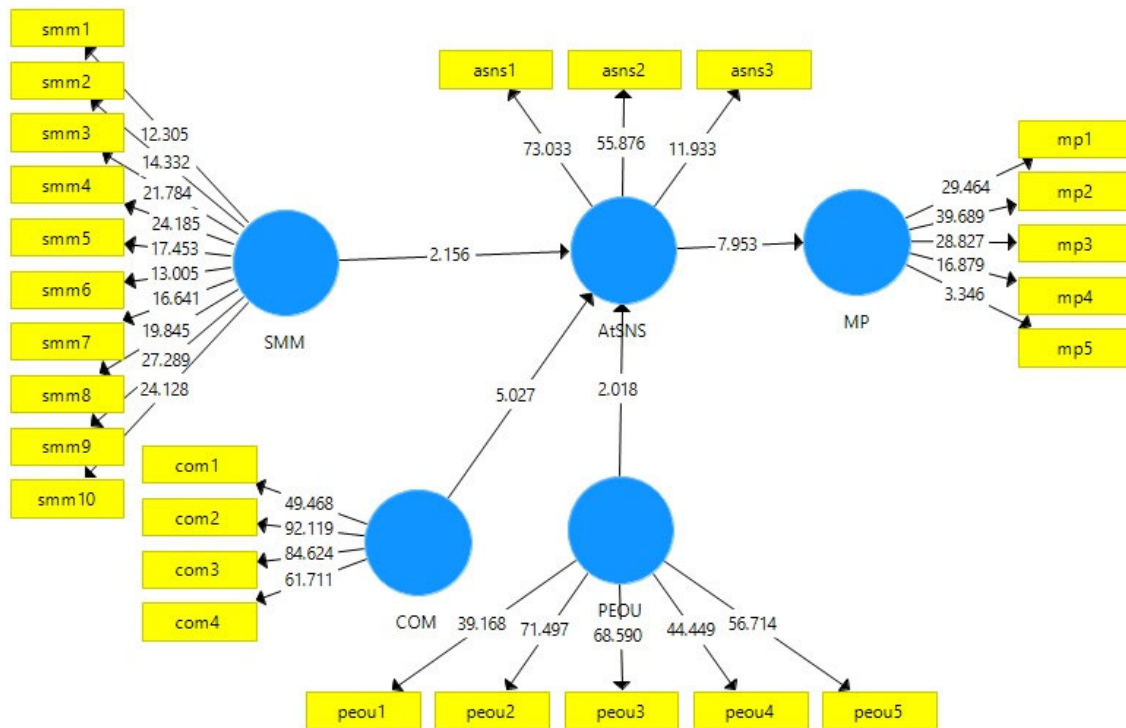 smm1
smm2
smm3
smm4
smm5
smm6
smm7
smm8
smm9
smm10
12.305
14.332
21.784
24.185
17.453
13.005
16.641
19.845
27.289
24.128
SMM
2.156
asns1 asns2 asns3
73.033 55.876 11.933
AtSNS
7.953
MP
29.464
39.689
28.827
16.879
3.346
mp1
mp2
mp3
mp4
mp5
5.027
2.018
com1
com2
com3
com4
49.468
92.119
84.624
61.711
COM
PEOU
39.168 71.497 68.590 44.449 56.714
peou1 peou2 peou3 peou4 peou5